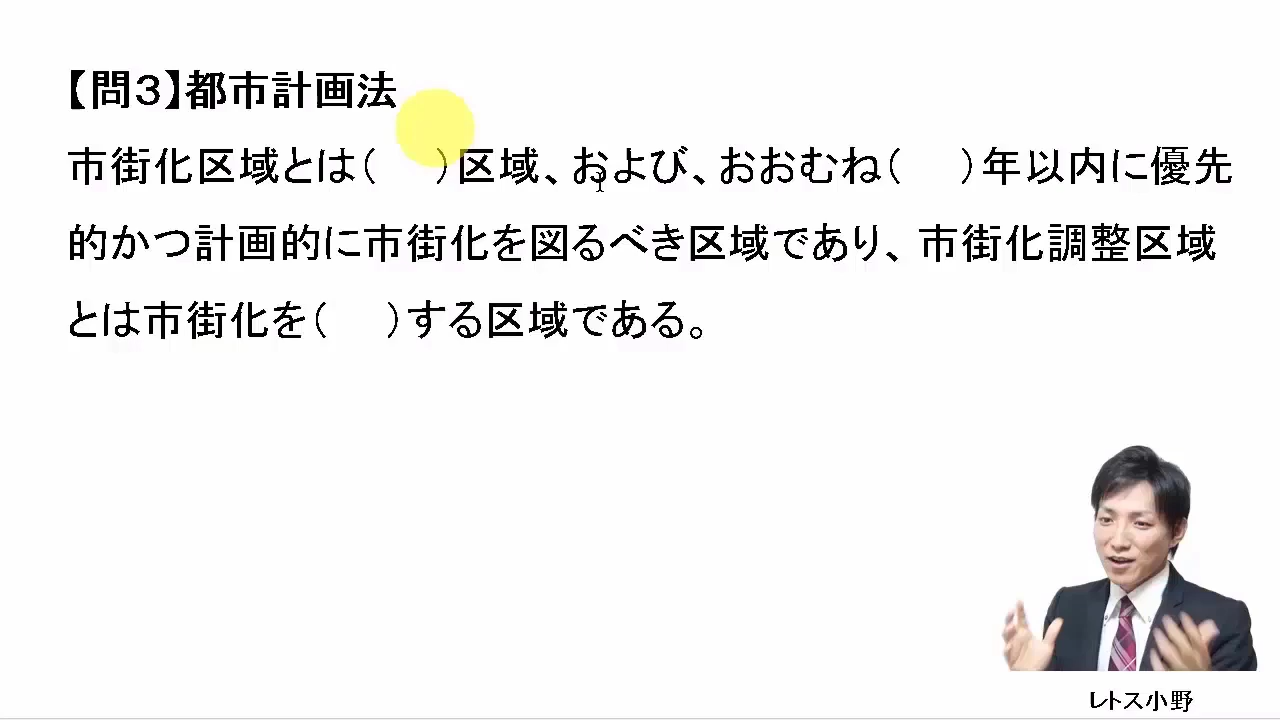 【問３】都市計画法
市街化区域とは（　）区域、および、おおむね（　）年以内に優先
的かつ計画的に市街化を図るべき区域であり、市街化調整区域
とは市街化を（　）する区域である。
レトス小野